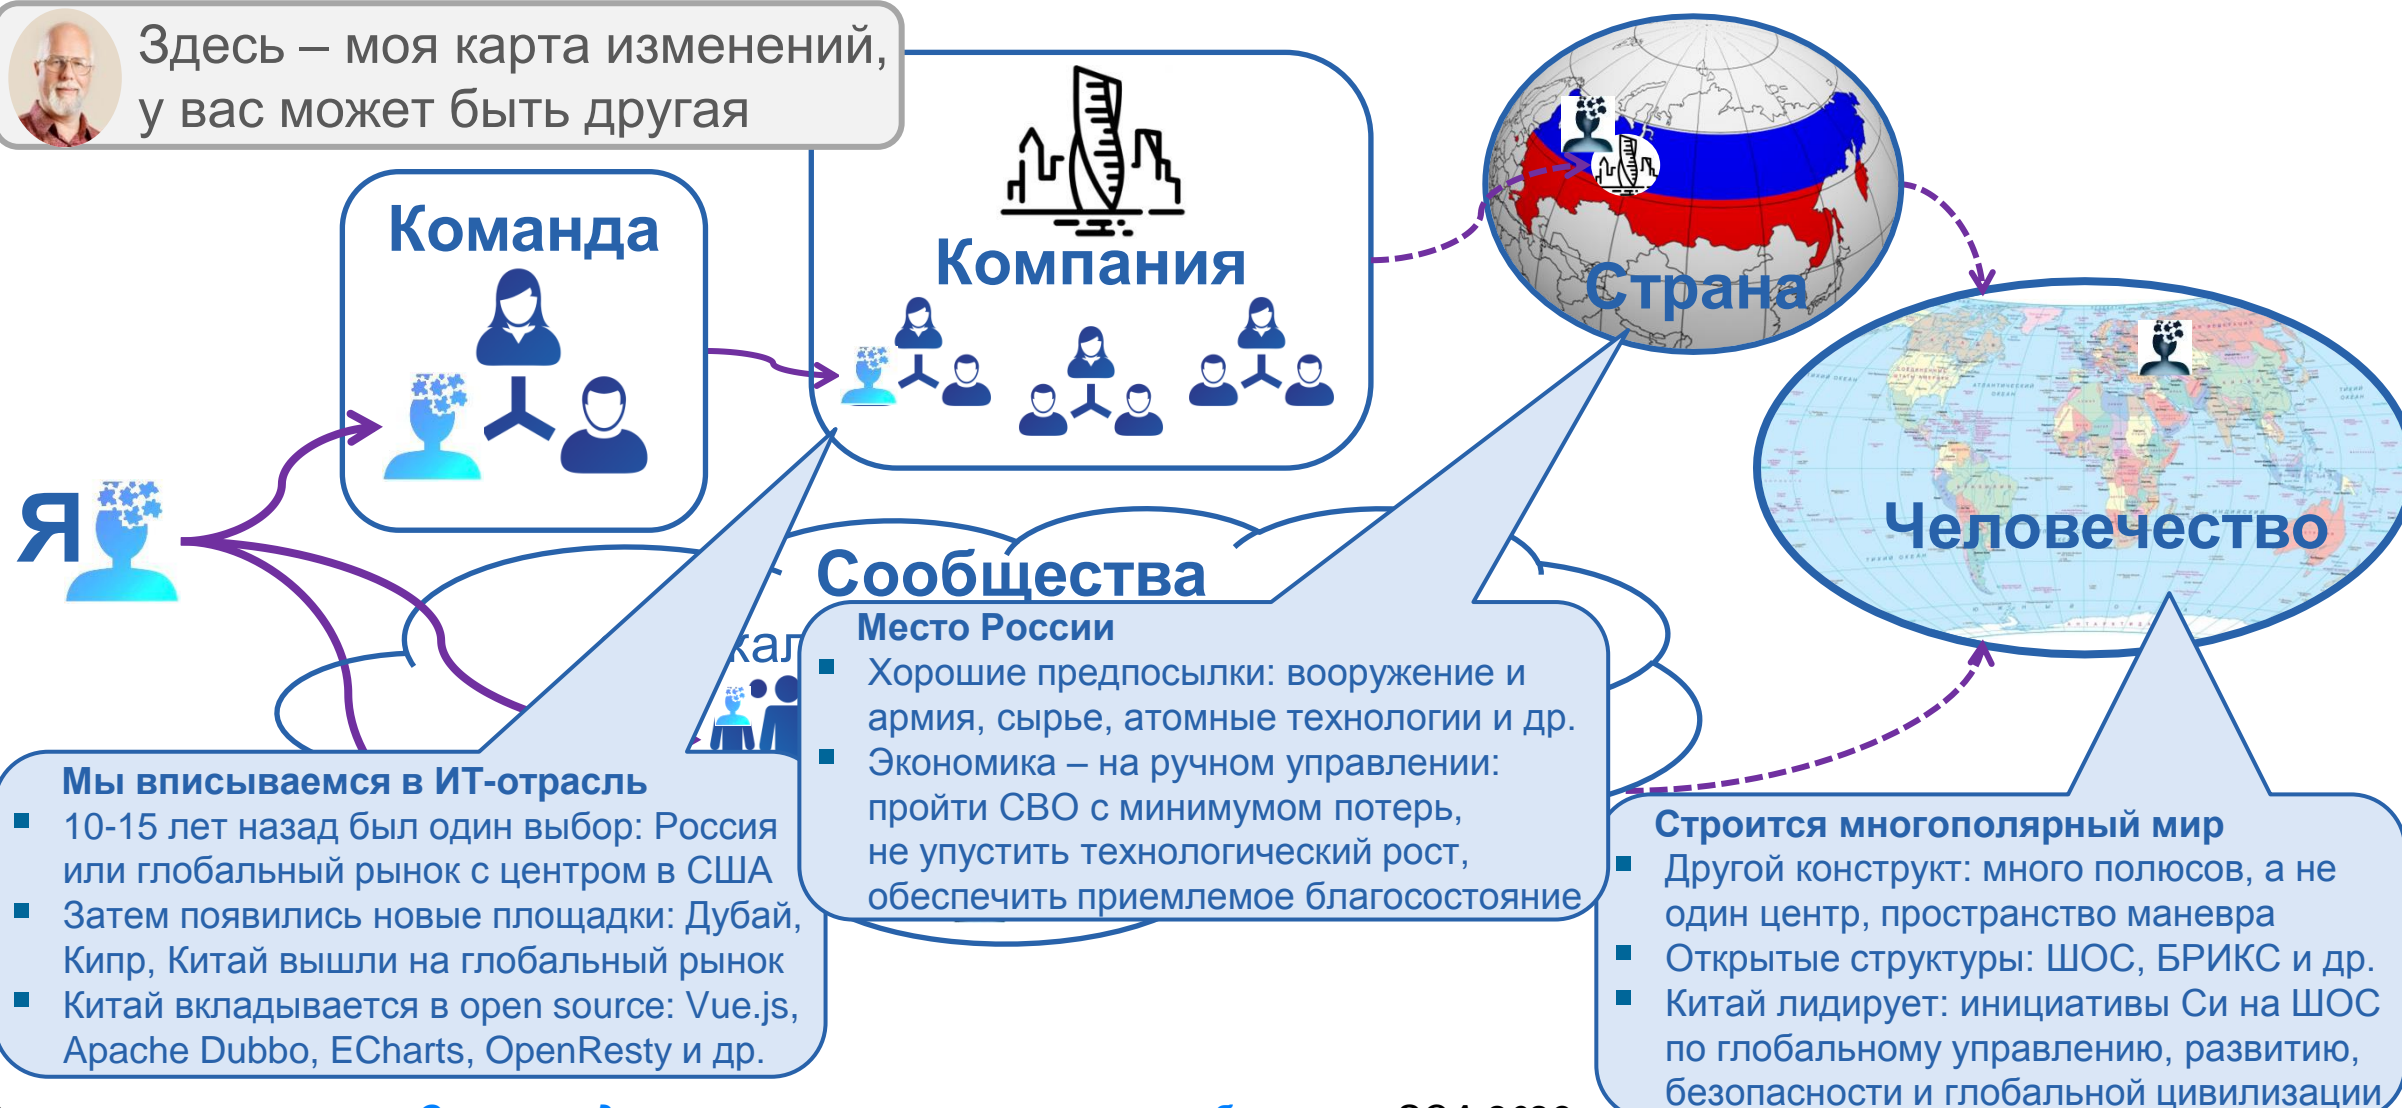 Здесь – моя карта изменений,
у вас может быть другая
Команда
Компания
Страна
Человечество
Я
Сообщества
Место России
Хорошие предпосылки: вооружение и
армия, сырье, атомные технологии и др.
Экономика – на ручном управлении:
пройти СВО с минимумом потерь,
не упустить технологический рост,
обеспечить приемлемое благосостояние
Мы вписываемся в ИТ-отрасль
10-15 лет назад был один выбор: Россия
или глобальный рынок с центром в США
Затем появились новые площадки: Дубай,
Кипр, Китай вышли на глобальный рынок
Китай вкладывается в open source: Vue.js,
Apache Dubbo, ECharts, OpenResty и др.
Строится многополярный мир
Другой конструкт: много полюсов, а не
один центр, пространство маневра
Открытые структуры: ШОС, БРИКС и др.
Китай лидирует: инициативы Си на ШОС
по глобальному управлению, развитию,
безопасности и глобальной цивилизации